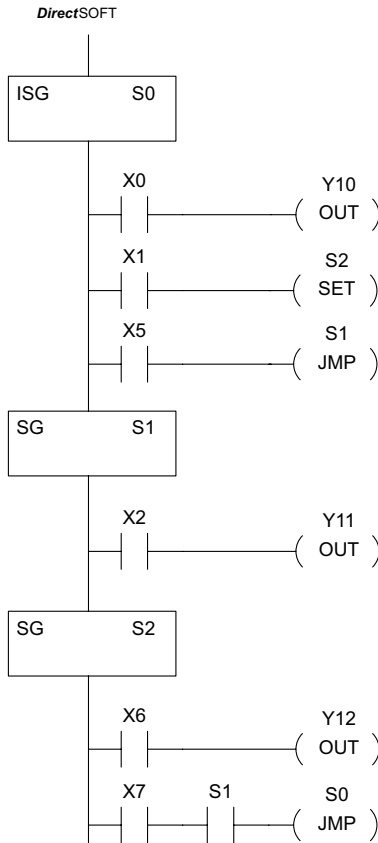 DirectSOFT
ISG S0
X0 Y10
OUT
X1 S2
SET
X5 S1
JMP
SG S1
X2 Y11
OUT
SG S2
X6 Y12
OUT
X7 S1 S0
JMP